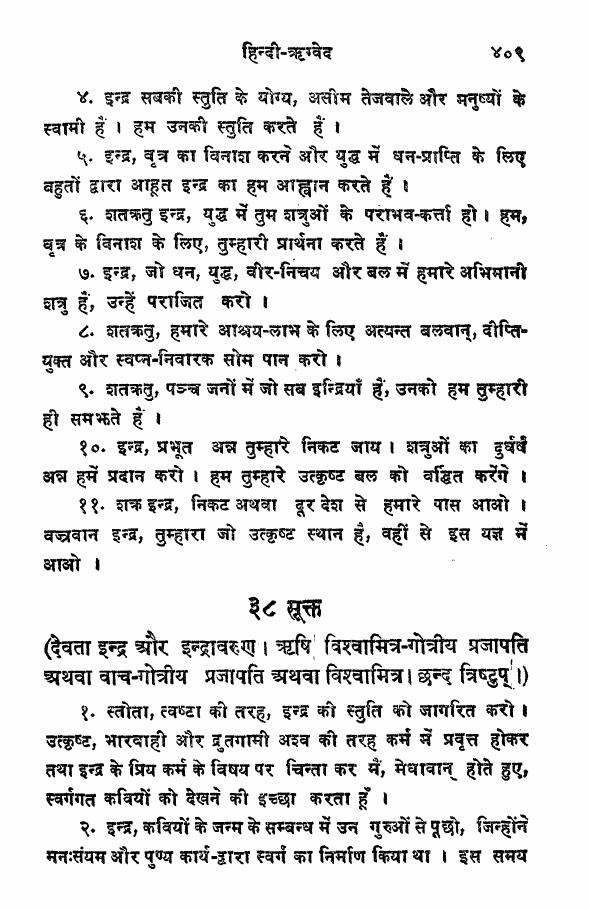 हिन्दी-ऋग्वेद ४०९
४. इन्द्र सबकी स्तुति के योग्य, असीम तेजवाले और मनुष्यों के
स्वामी हैं । हम उनकी स्तुति करते हैं ।
५. इन्द्र, वृत्र का विनाश करने और युद्ध में धन-प्राप्ति के लिए
बहुतों द्वारा आहूत इन्द्र का हम आह्वान करते हैं ।
६. शतक्रतु इन्द्र, युद्ध में तुम शत्रुओं के पराभव-कर्त्ता हो। हम,
वृत्र के विनाश के लिए, तुम्हारी प्रार्थना करते हैं ।
७. इन्द्र, जो धन, युद्ध, वीर-निचय और बल में हमारे अभिमानी
शत्रु हैं, उन्हें पराजित करो ।
८. शतक्रतु, हमारे आश्रय-लाभ के लिए अत्यन्त बलवान्, दीप्ति-
युक्त और स्वप्न-निवारक सोम पान करो ।
९. शतक्रतु, पञ्च जनों में जो सब इन्द्रियाँ हैं, उनको हम तुम्हारी
ही समझते हैं ।
१०. इन्द्र, प्रभूत अन्न तुम्हारे निकट जाय । शत्रुओं का दुर्धर्ष
अन्न हमें प्रदान करो । हम तुम्हारे उत्कृष्ट बल को वर्द्धित करेंगे ।
११. शक्र इन्द्र, निकट अथवा दूर देश से हमारे पास आओ ।
वज्रवान इन्द्र, तुम्हारा जो उत्कृष्ट स्थान है, वहीं से इस यज्ञ में
आओ ।
३८ सूक्त
(देवता इन्द्र और इन्द्रावरुण । ऋषि विश्वामित्र-गोत्रीय प्रजापति
अथवा वाच-गोत्रीय प्रजापति अथवा विश्वामित्र। छन्द त्रिष्टुप् ।)
१. स्तोता, त्वष्टा की तरह, इन्द्र की स्तुति को जागरित करो ।
उत्कृष्ट, भारवाही और द्रुतगामी अश्व की तरह कर्म में प्रवृत्त होकर
तथा इन्द्र के प्रिय कर्म के विषय पर चिन्ता कर मैं, मेधावान् होते हुए,
स्वर्गगत कवियों को देखने की इच्छा करता हूँ ।
२. इन्द्र, कवियों के जन्म के सम्बन्ध में उन गुरुओं से पूछो, जिन्होंने
मनःसंयम और पुण्य कार्य-द्वारा स्वर्ग का निर्माण किया था । इस समय